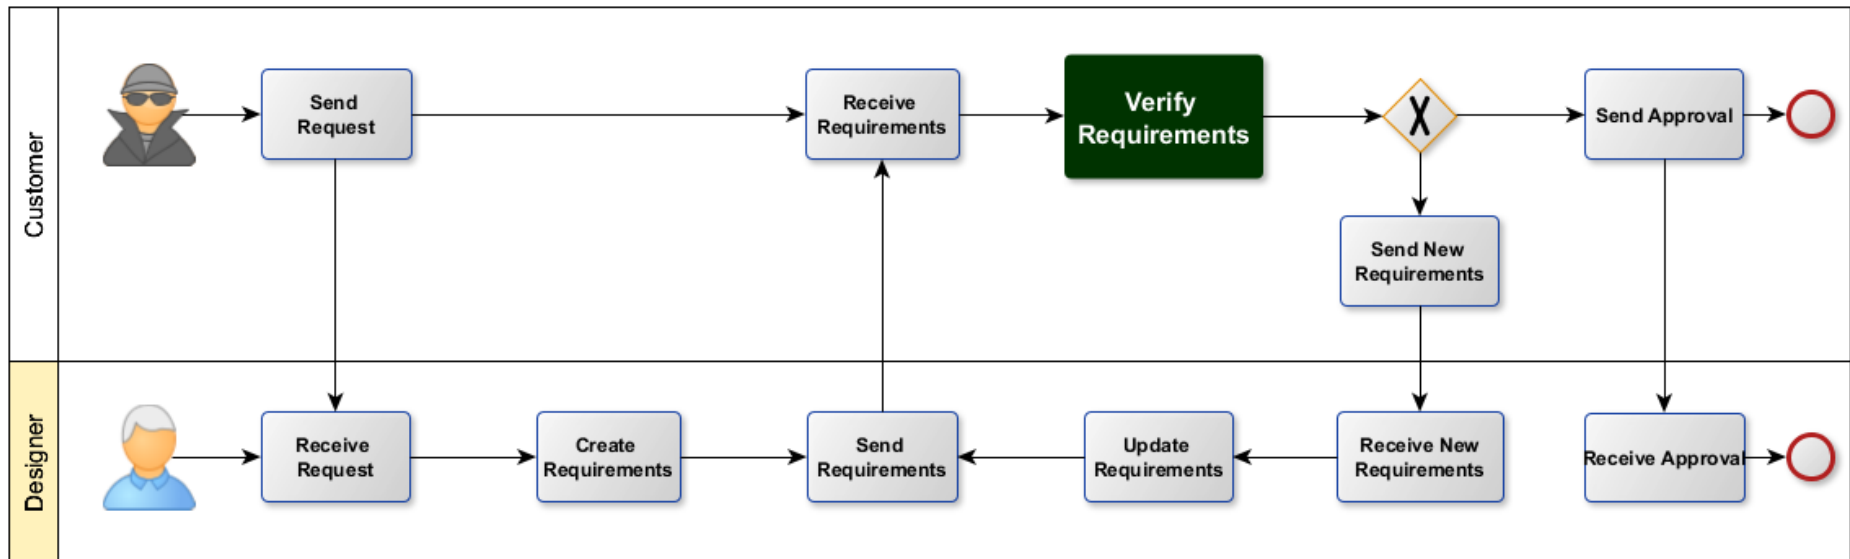 Customer
Send
Request
Receive
Requirements
Verify
Requirements
X
Send Approval
Send New
Requirements
Designer
Receive
Request
Create
Requirements
Send
Requirements
Update
Requirements
Receive New
Requirements
Receive Approval